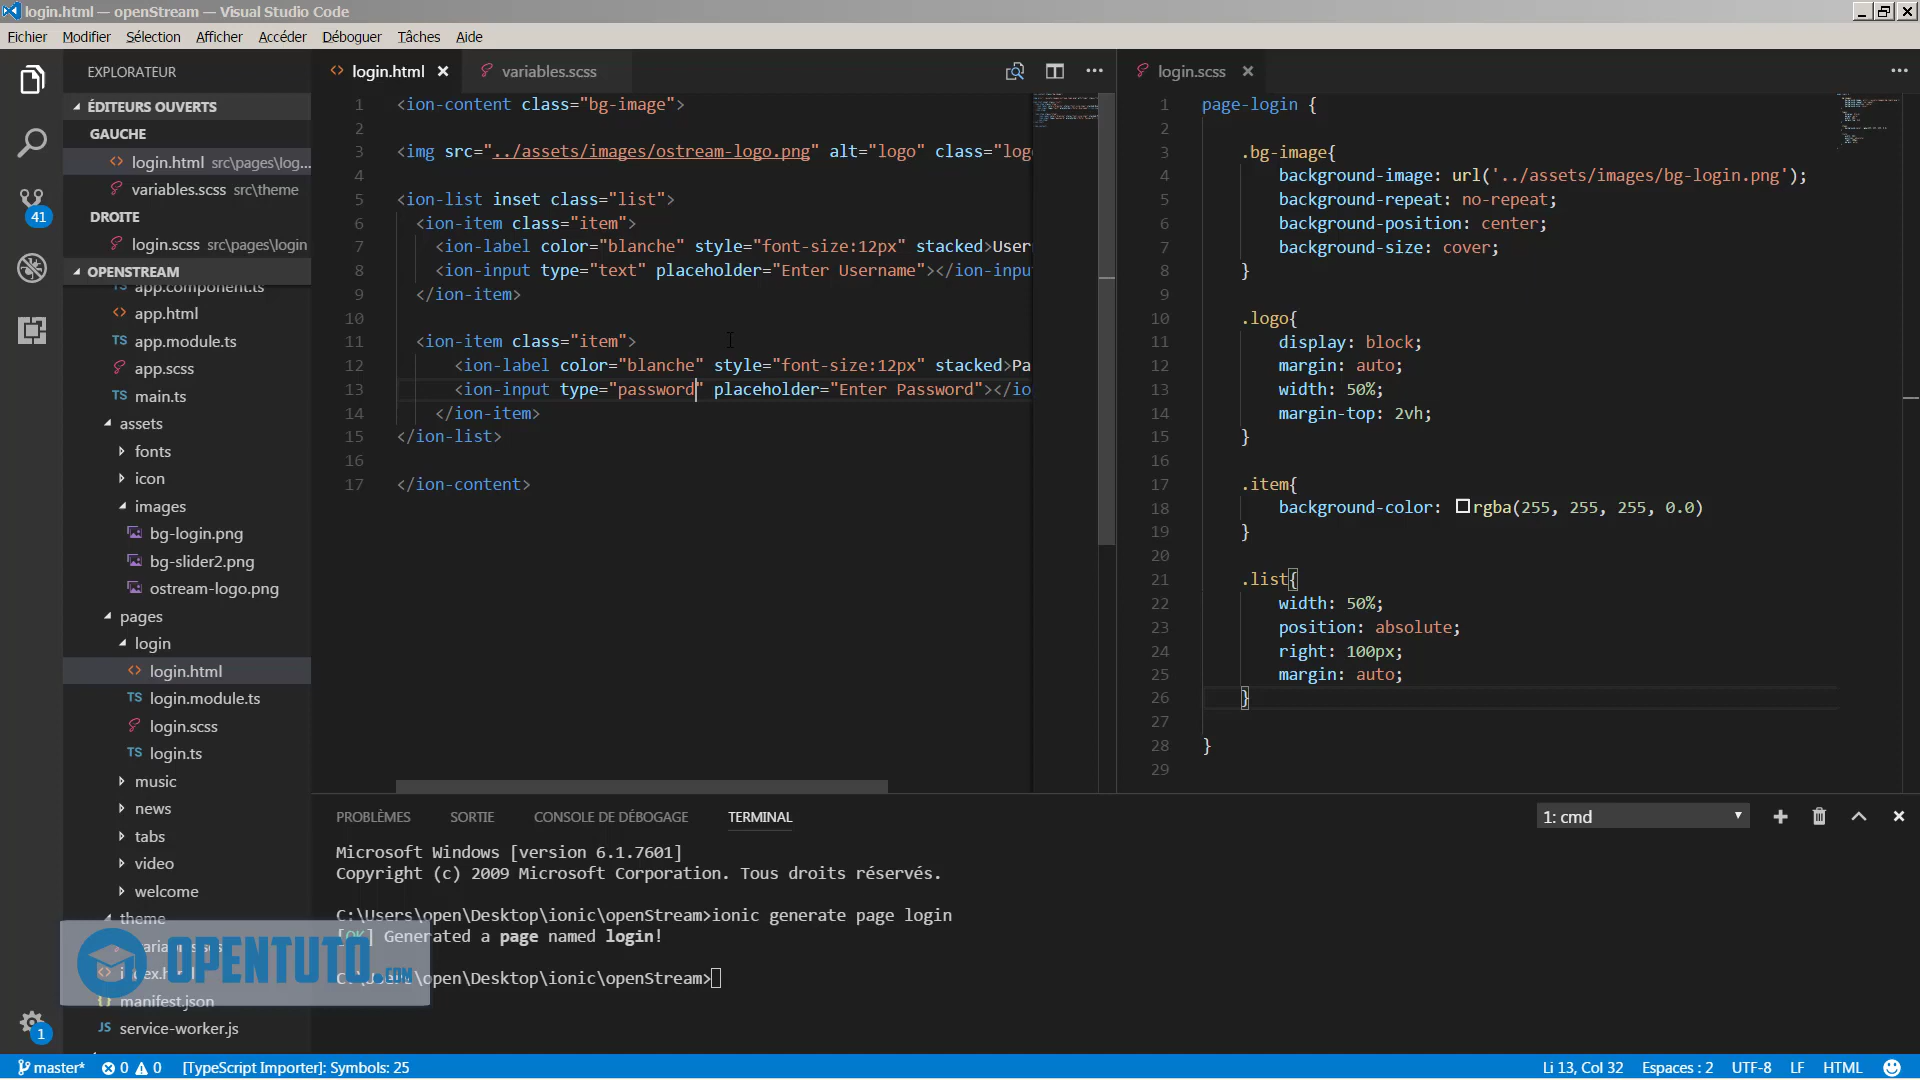 login.html — openStream — Visual Studio Code
Fichier Modifier Sélection Afficher Accéder Déboguer Tâches Aide
EXPLORATEUR
ÉDITEURS OUVERTS
GAUCHE
login.html src\pages\log...
variables.scss src\theme
DROITE
login.scss src\pages\login
OPENSTREAM
app.component.ts
app.html
TS app.module.ts
app.scss
TS main.ts
assets
fonts
icon
images
bg-login.png
bg-slider2.png
ostream-logo.png
pages
login
login.html
TS login.module.ts
login.scss
TS login.ts
music
news
tabs
video
welcome
theme
manifest.json
JS service-worker.js
41
1
OPENTUTO.COM
login.html variables.scss
1 <ion-content class="bg-image">
2
3 <img src="../assets/images/ostream-logo.png" alt="logo" class="logo
4
5 <ion-list inset class="list">
6 <ion-item class="item">
7 <ion-label color="blanche" style="font-size:12px" stacked>User
8 <ion-input type="text" placeholder="Enter Username"></ion-inpu
9 </ion-item>
10
11 <ion-item class="item">
12 <ion-label color="blanche" style="font-size:12px" stacked>Pa
13 <ion-input type="password" placeholder="Enter Password"></io
14 </ion-item>
15 </ion-list>
16
17 </ion-content>
login.scss
1 page-login {
2
3 .bg-image{
4 background-image: url('../assets/images/bg-login.png');
5 background-repeat: no-repeat;
6 background-position: center;
7 background-size: cover;
8 }
9
10 .logo{
11 display: block;
12 margin: auto;
13 width: 50%;
14 margin-top: 2vh;
15 }
16
17 .item{
18 background-color: rgba(255, 255, 255, 0.0)
19 }
20
21 .list{
22 width: 50%;
23 position: absolute;
24 right: 100px;
25 margin: auto;
26 }
27
28 }
29
PROBLÈMES SORTIE CONSOLE DE DÉBOGAGE TERMINAL
1: cmd
Microsoft Windows [version 6.1.7601]
Copyright (c) 2009 Microsoft Corporation. Tous droits réservés.
C:\Users\open\Desktop\ionic\openStream>ionic generate page login
[OK] Generated a page named login!
C:\Users\open\Desktop\ionic\openStream>
master* 0 0 [TypeScript Importer]: Symbols: 25
Li 13, Col 32 Espaces : 2 UTF-8 LF HTML